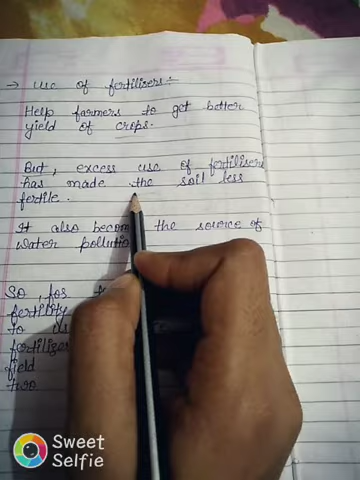 → Use of fertilisers :-
Help farmers to get better
yield of crops.
But, excess use of fertilisers
has made the soil less
fertile.
It also becom the source of
water pollutio
So, for
fertility
to us
fertilizer
field
two
Sweet
Selfie